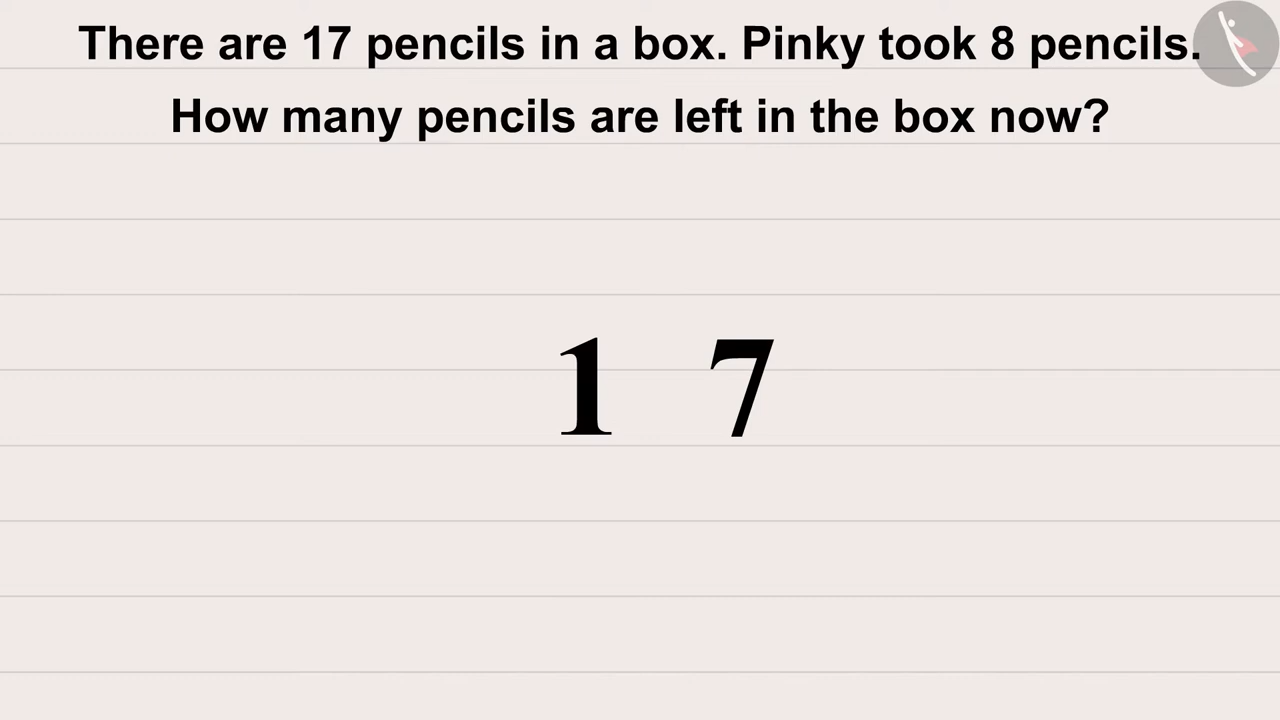 There are 17 pencils in a box. Pinky took 8 pencils.
How many pencils are left in the box now?
1 7